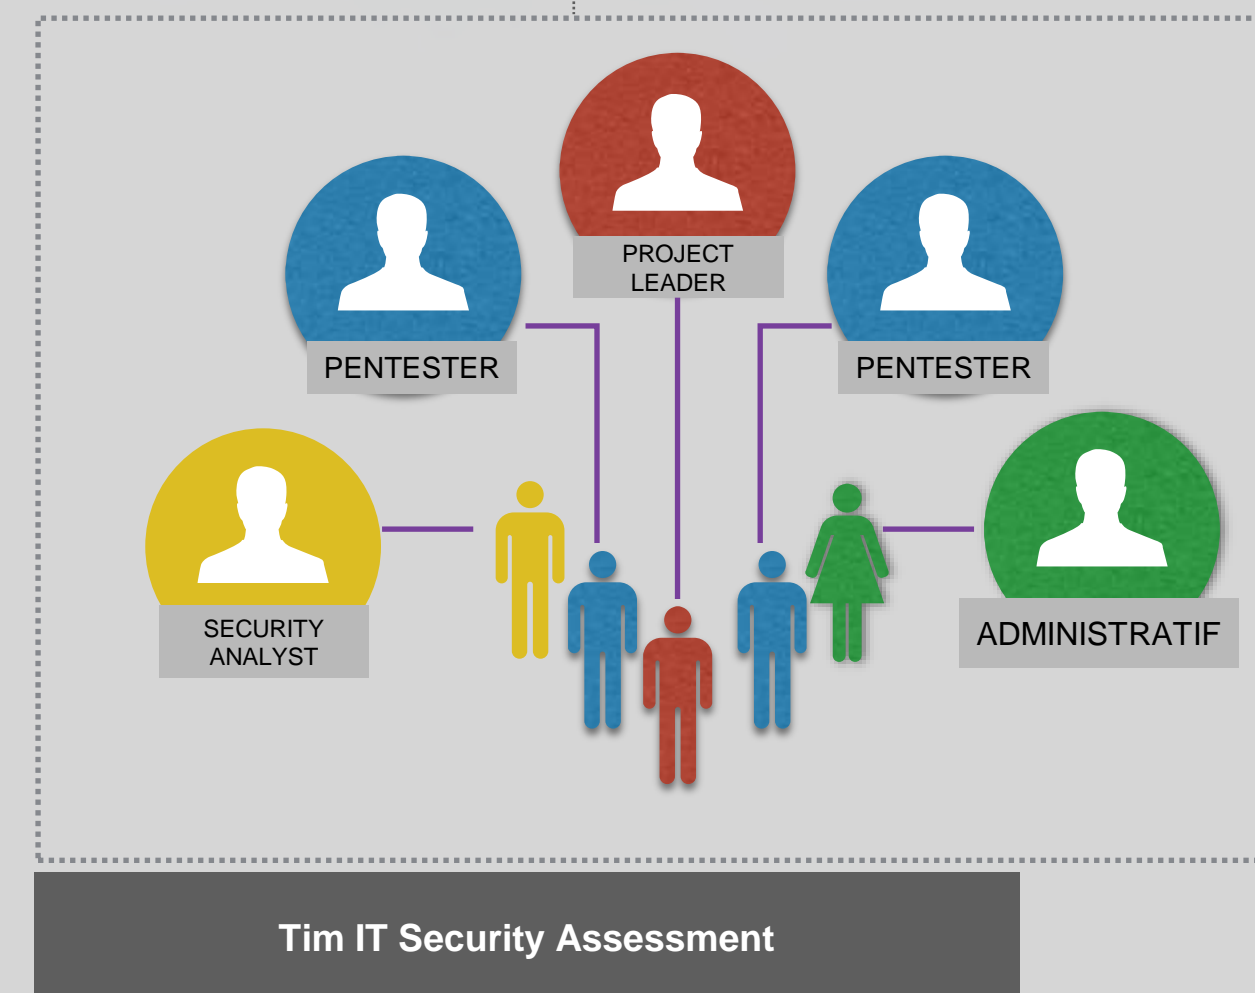 PROJECT
LEADER
PENTESTER
PENTESTER
SECURITY
ANALYST
ADMINISTRATIF
Tim IT Security Assessment